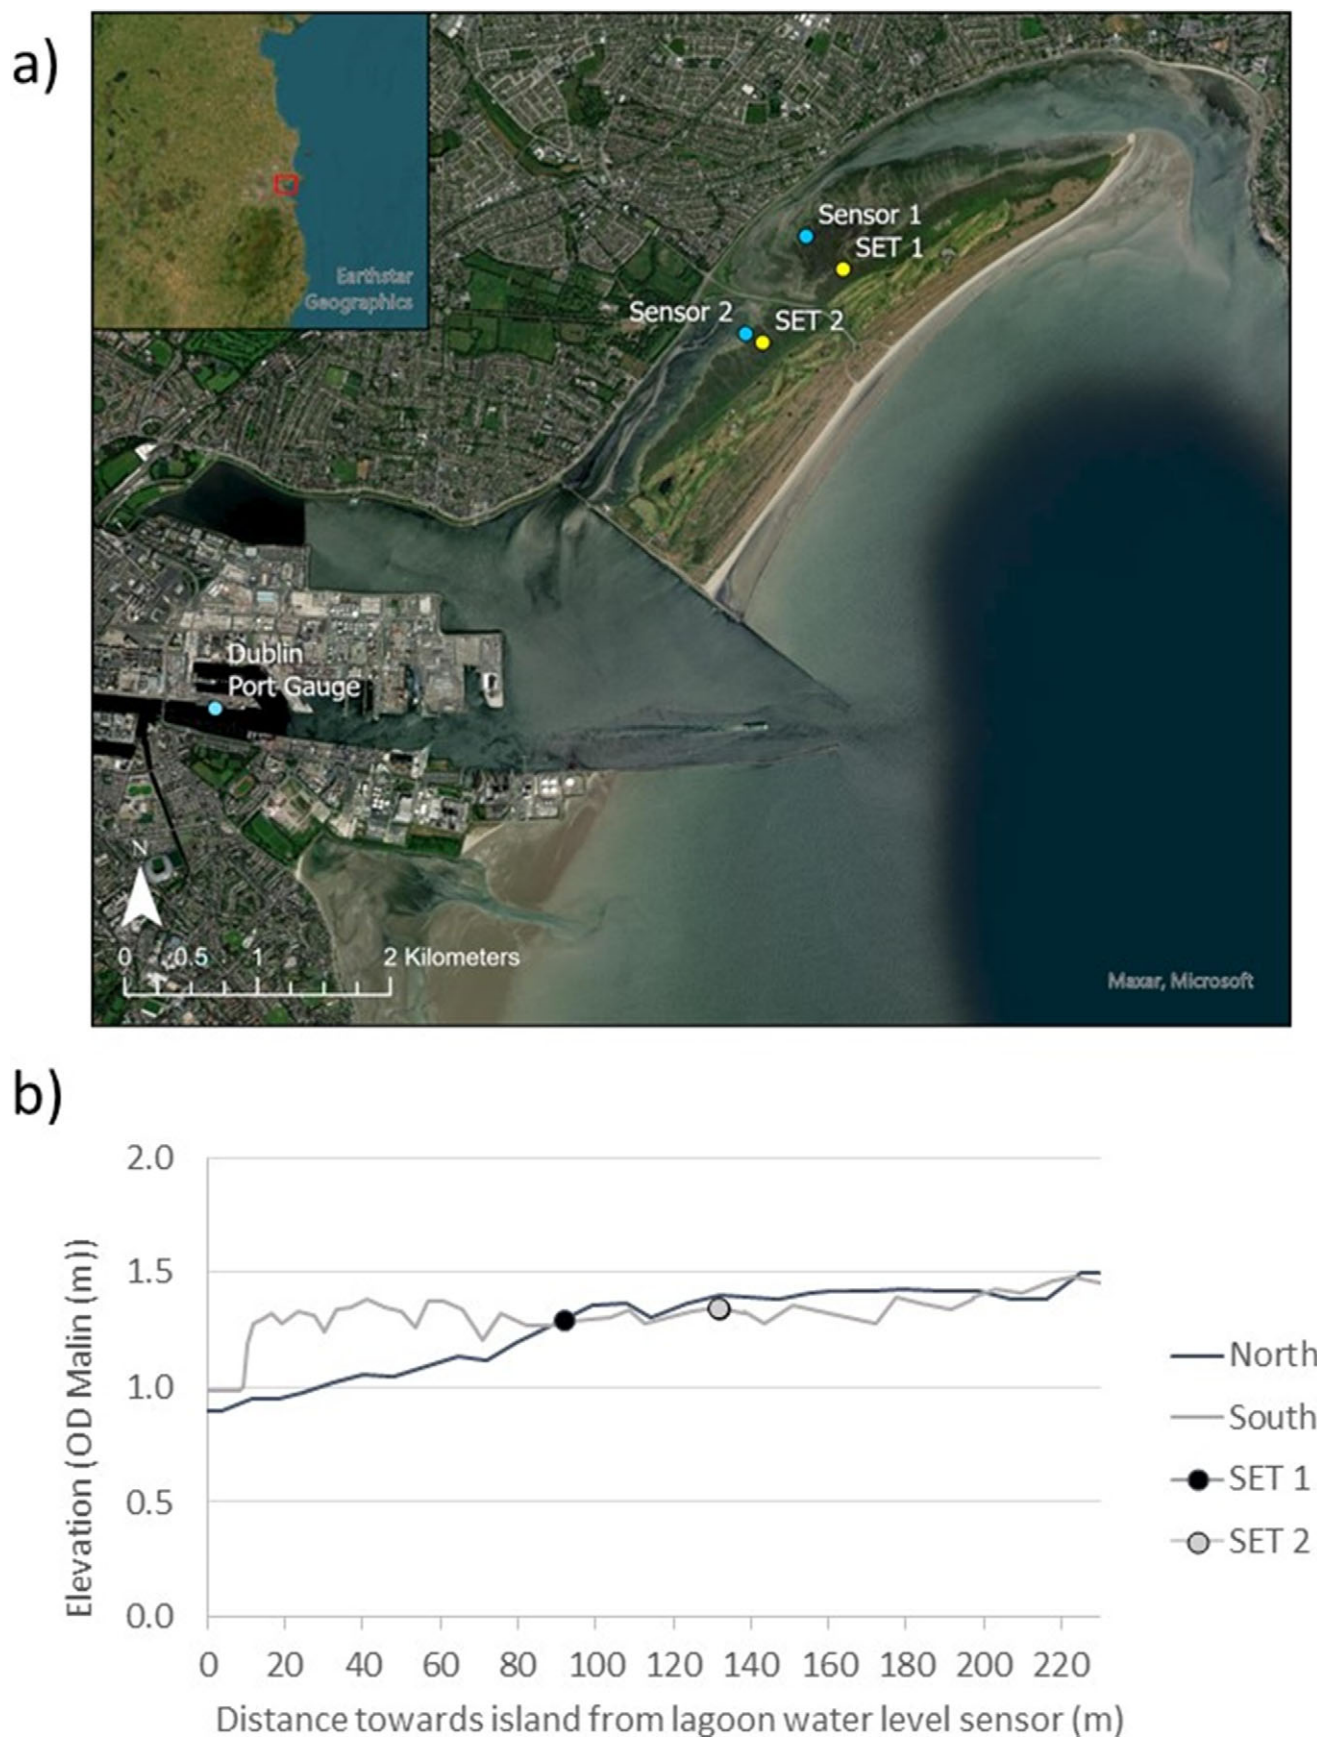 a)
Earthstar
Geographics
Sensor 1
SET 1
Sensor 2
SET 2
Dublin
Port Gauge
N
0 0.5 1 2 Kilometers
Maxar, Microsoft
b)
2.0
1.5
1.0
0.5
0.0
Elevation (OD Malin (m))
0 20 40 60 80 100 120 140 160 180 200 220
Distance towards island from lagoon water level sensor (m)
North
South
SET 1
SET 2